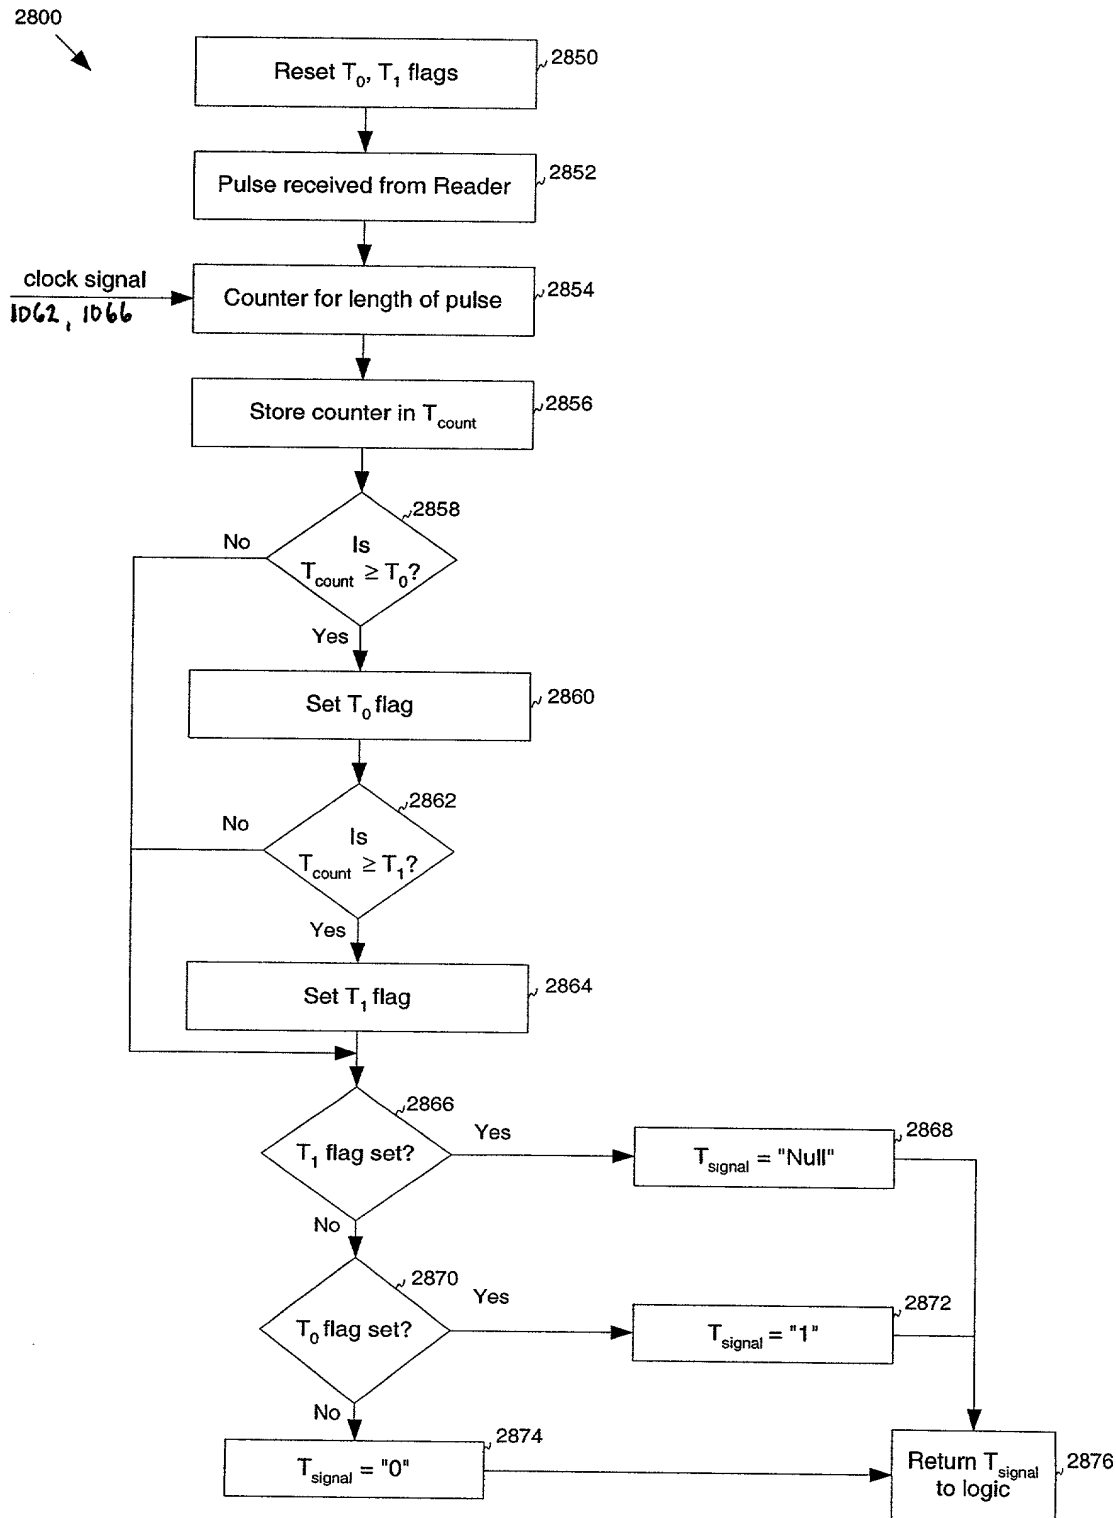 2800
Reset T0, T1 flags
2850
Pulse received from Reader
2852
clock signal
1062, 1066
Counter for length of pulse
2854
Store counter in Tcount
2856
2858
No
Is
Tcount ≥ T0?
Yes
Set T0 flag
2860
2862
No
Is
Tcount ≥ T1?
Yes
Set T1 flag
2864
2866
T1 flag set?
Yes
Tsignal = "Null"
2868
No
2870
T0 flag set?
Yes
Tsignal = "1"
2872
No
Tsignal = "0"
2874
Return Tsignal
to logic
2876